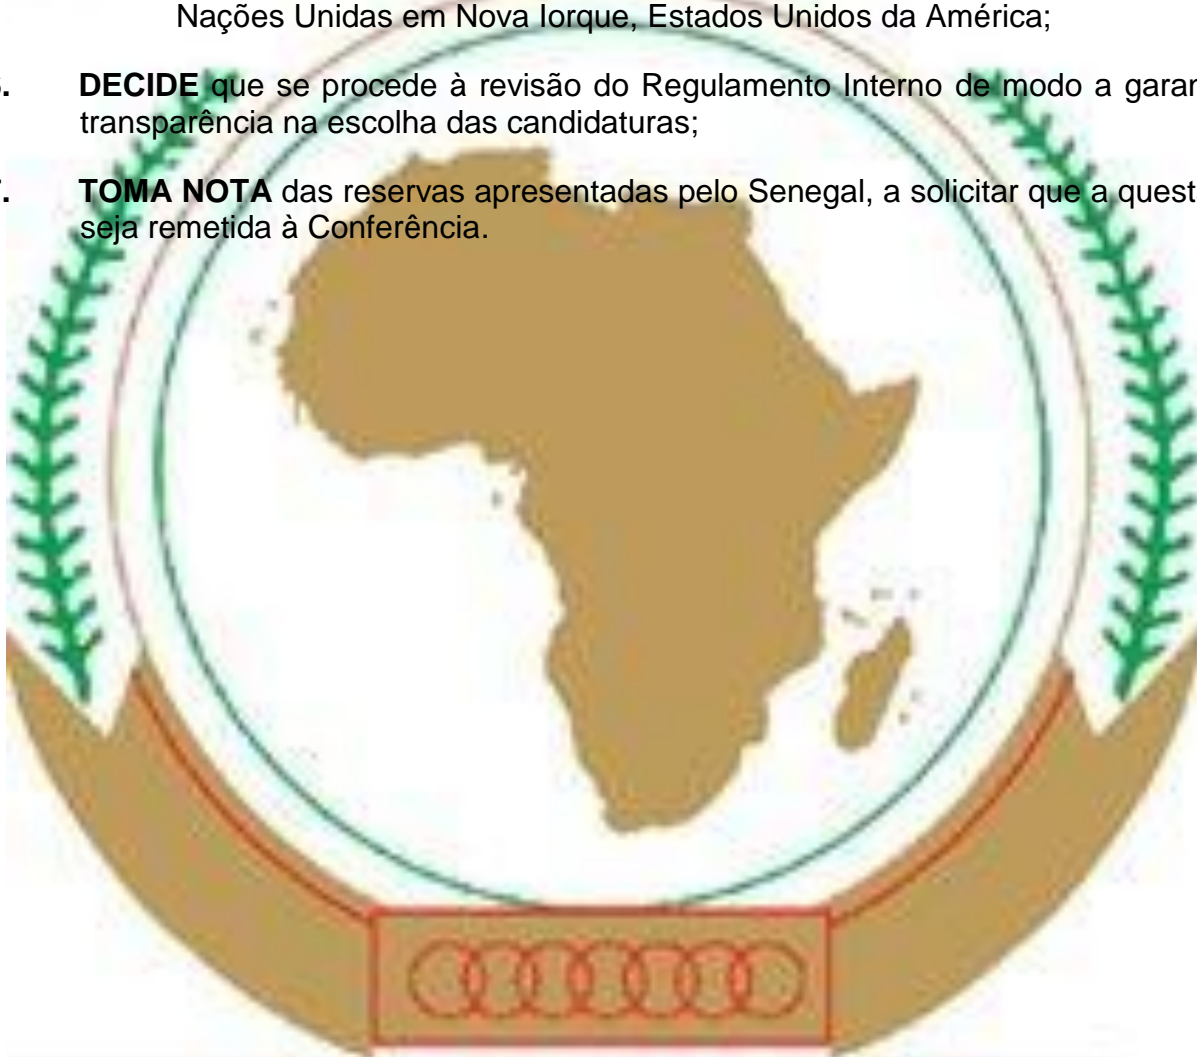 Nações Unidas em Nova Iorque, Estados Unidos da América;
DECIDE que se procede à revisão do Regulamento Interno de modo a garan
transparência na escolha das candidaturas;
TOMA NOTA das reservas apresentadas pelo Senegal, a solicitar que a quest
seja remetida à Conferência.